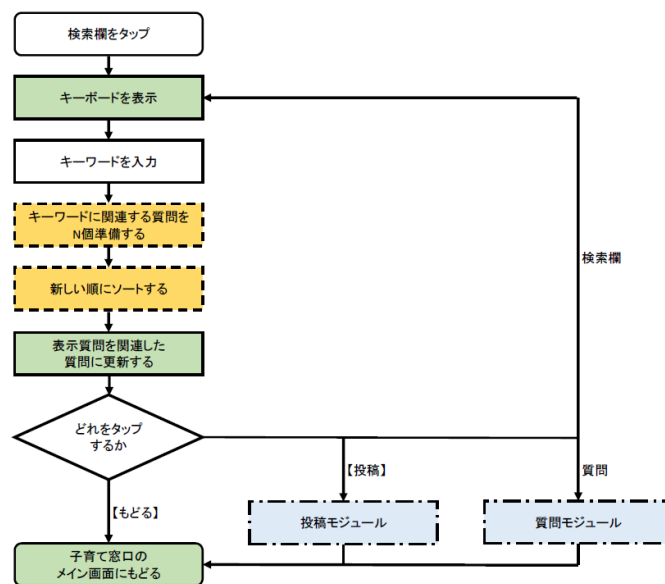 検索欄をタップ
キーボードを表示
キーワードを入力
キーワードに関連する質問を
N個準備する
新しい順にソートする
検索欄
表示質問を関連した
質問に更新する
どれをタップ
するか
【投稿】
質問
【もどる】
投稿モジュール
質問モジュール
子育て窓口の
メイン画面にもどる